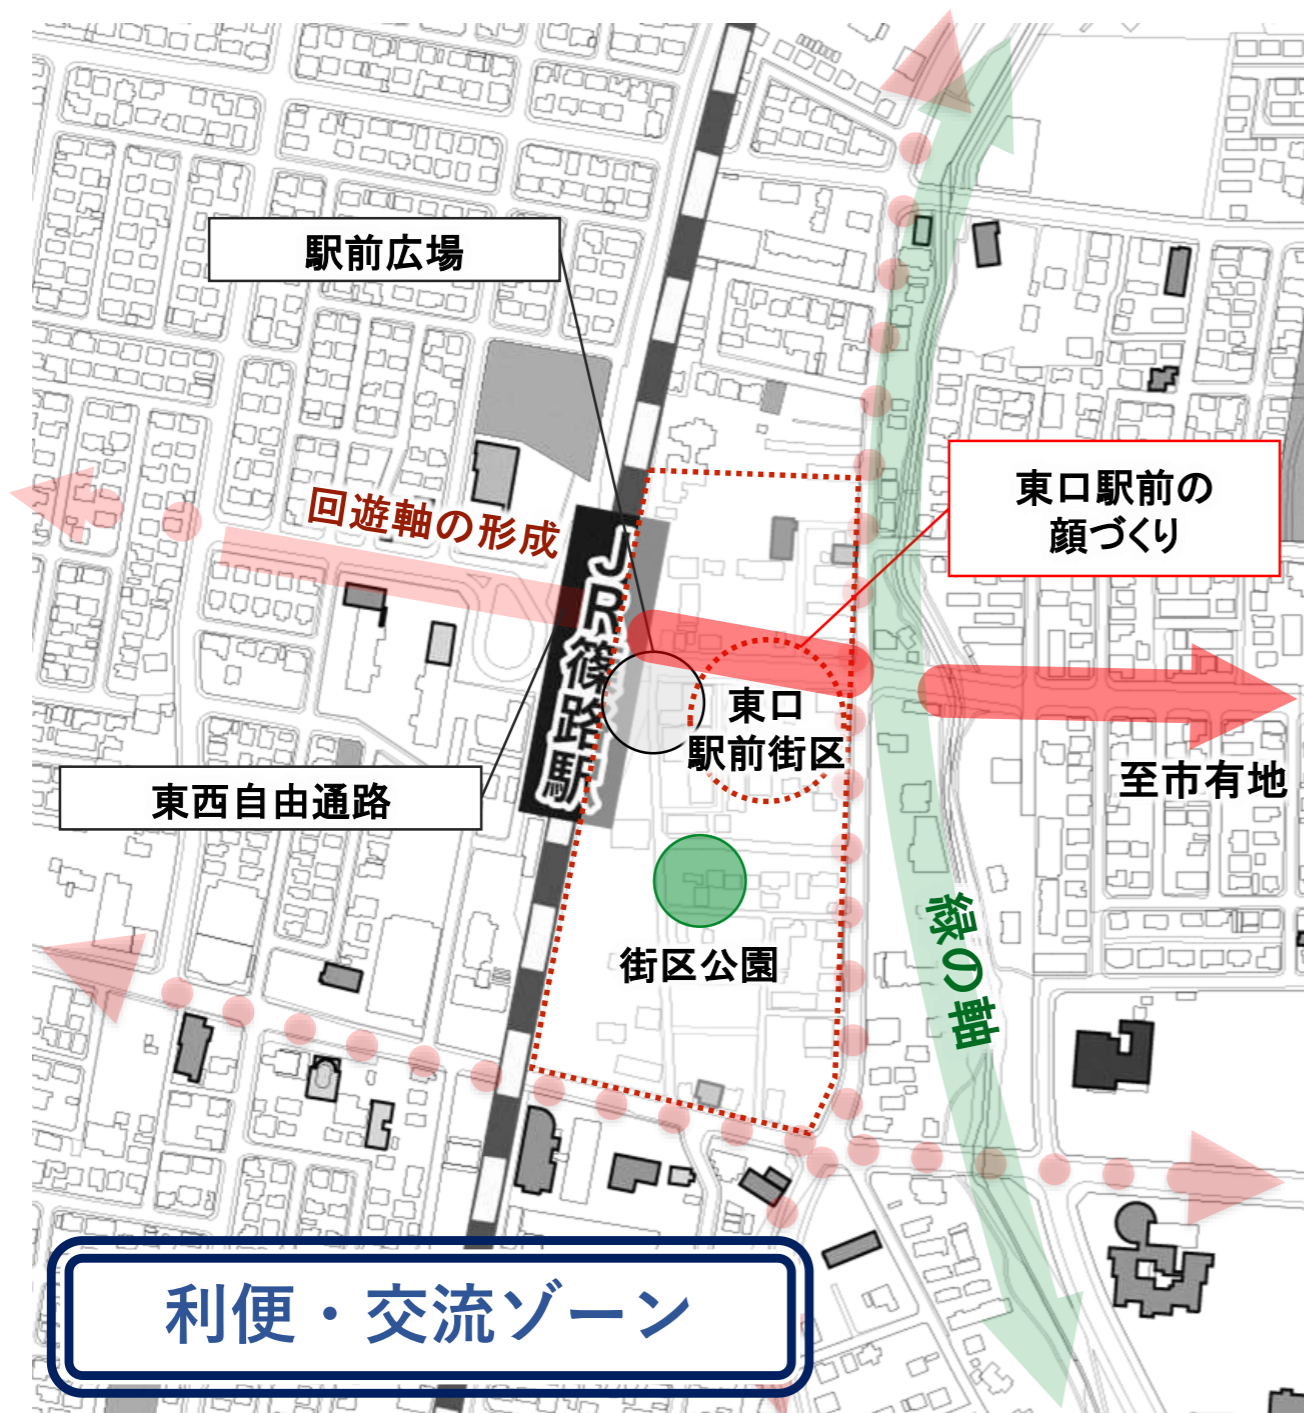 駅前広場
東口駅前の
顔づくり
回遊軸の形成
JR篠路駅
東口
駅前街区
至市有地
東西自由通路
緑の軸
街区公園
利便・交流ゾーン